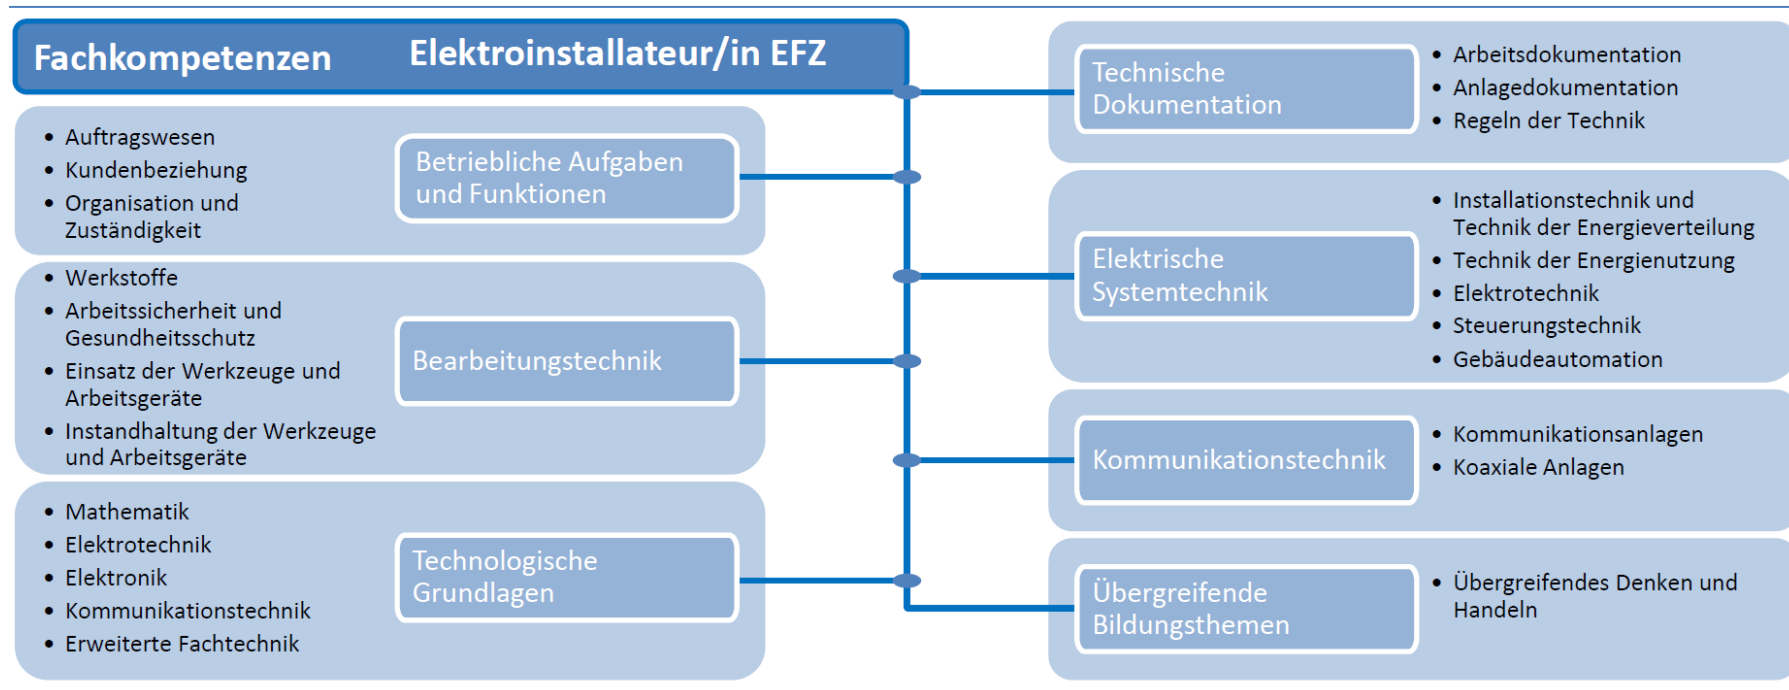 Fachkompetenzen Elektroinstallateur/in EFZ
• Auftragswesen
• Kundenbeziehung
• Organisation und
Zuständigkeit
Betriebliche Aufgaben
und Funktionen
• Werkstoffe
• Arbeitssicherheit und
Gesundheitsschutz
• Einsatz der Werkzeuge und
Arbeitsgeräte
• Instandhaltung der Werkzeuge
und Arbeitsgeräte
Bearbeitungstechnik
• Mathematik
• Elektrotechnik
• Elektronik
• Kommunikationstechnik
• Erweiterte Fachtechnik
Technologische
Grundlagen
Technische
Dokumentation
• Arbeitsdokumentation
• Anlagedokumentation
• Regeln der Technik
Elektrische
Systemtechnik
• Installationstechnik und
Technik der Energieverteilung
• Technik der Energienutzung
• Elektrotechnik
• Steuerungstechnik
• Gebäudeautomation
Kommunikationstechnik
• Kommunikationsanlagen
• Koaxiale Anlagen
Übergreifende
Bildungsthemen
• Übergreifendes Denken und
Handeln